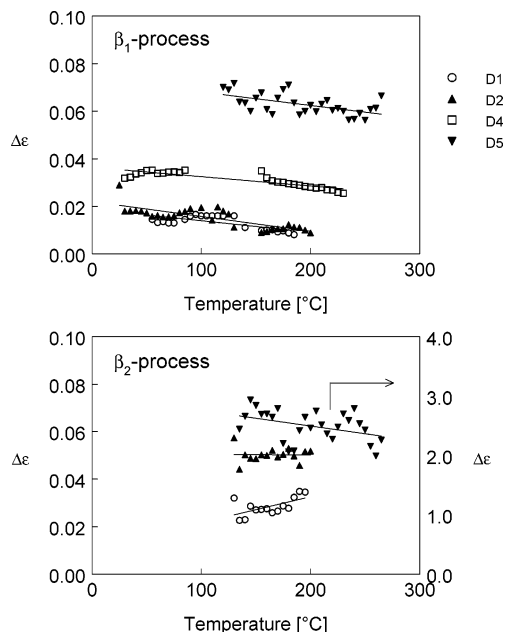 0.10
β1-process
0.08
0.06
Δε
0.04
0.02
0.00
0
100
200
300
Temperature [°C]
D1
D2
D4
D5
0.10
4.0
β2-process
0.08
3.0
0.06
Δε
2.0
Δε
0.04
1.0
0.02
0.00
0.0
0
100
200
300
Temperature [°C]